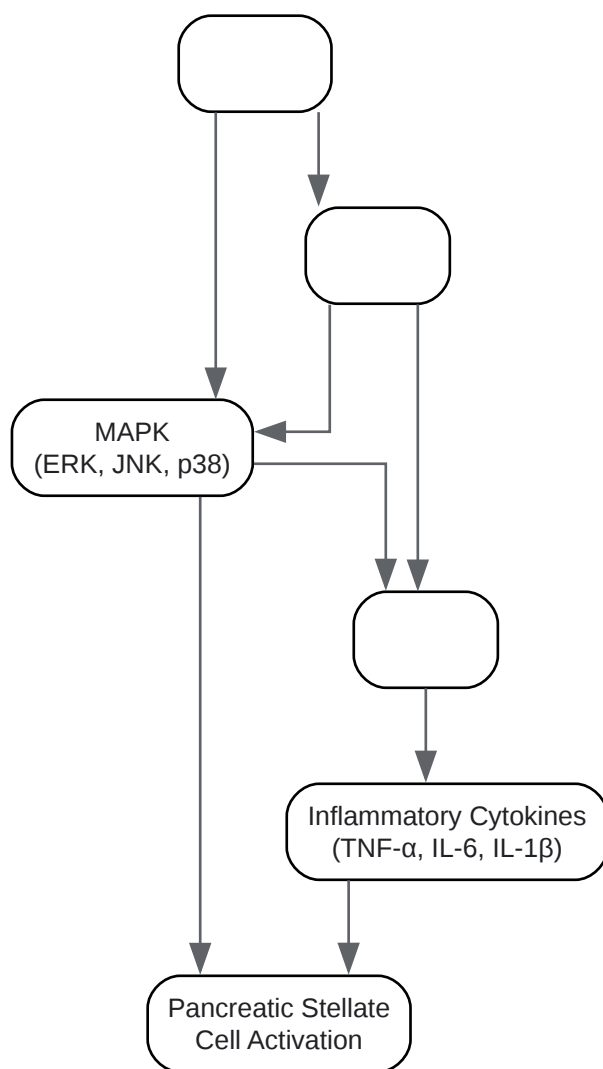 MAPK
(ERK, JNK, p38)
Inflammatory Cytokines
(TNF-α, IL-6, IL-1β)
Pancreatic Stellate
Cell Activation